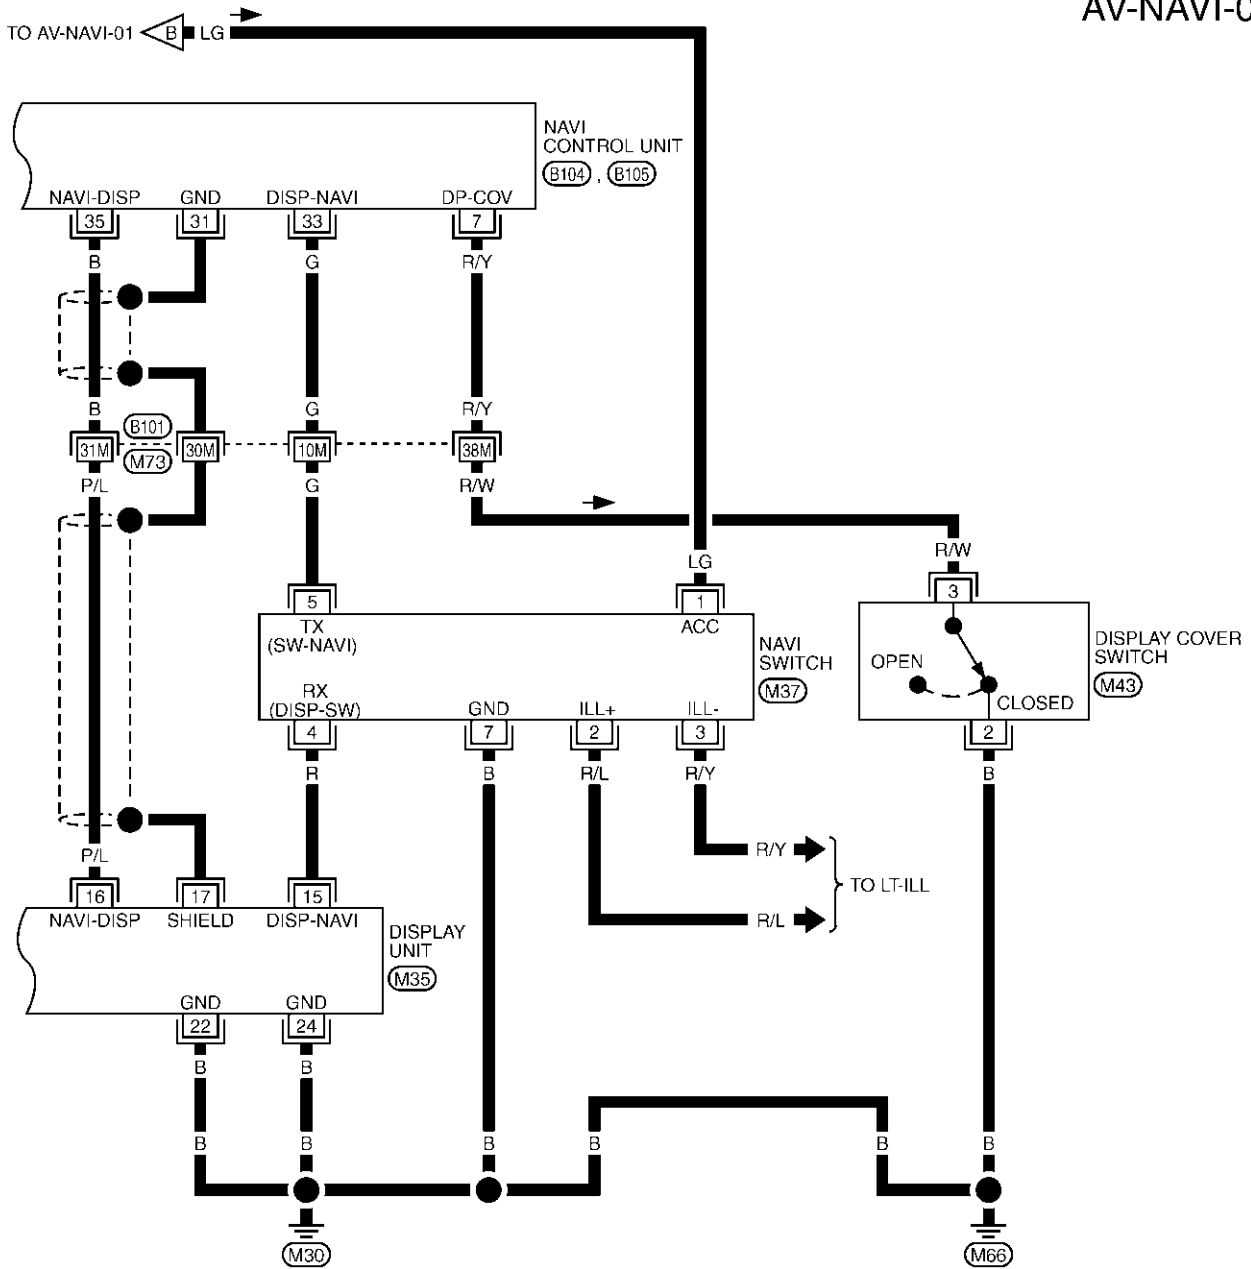 AV-NAVI-0
TO AV-NAVI-01 B LG
NAVI
CONTROL UNIT
B104 , B105
NAVI-DISP GND DISP-NAVI DP-COV
35 31 33 7
B G R/Y
B G R/Y
B101
31M 30M 10M 38M
M73
P/L G R/W
LG R/W
5 1 3
TX
(SW-NAVI)
ACC
NAVI
SWITCH
M37
RX
(DISP-SW)
GND ILL+ ILL-
4 7 2 3
OPEN
CLOSED
DISPLAY COVER
SWITCH
M43
2
R B R/L R/Y B
R/Y
TO LT-ILL
R/L
P/L
16 17 15
NAVI-DISP SHIELD DISP-NAVI
DISPLAY
UNIT
M35
GND GND
22 24
B B
B B B B B B
M30 M66